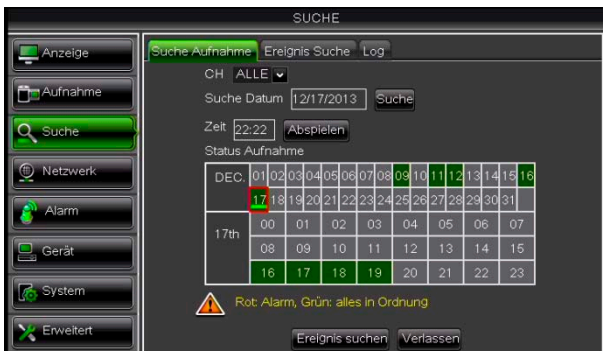 SUCHE
Anzeige
Aufnahme
Suche
Netzwerk
Alarm
Gerät
System
Erweitert
Suche Aufnahme Ereignis Suche Log
CH ALLE
Suche Datum 12/17/2013 Suche
Zeit 22:22 Abspielen
Status Aufnahme
DEC. 01 02 03 04 05 06 07 08 09 10 11 12 13 14 15 16
17 18 19 20 21 22 23 24 25 26 27 28 29 30 31
17th 00 01 02 03 04 05 06 07
08 09 10 11 12 13 14 15
16 17 18 19 20 21 22 23
Rot: Alarm, Grün: alles in Ordnung
Ereignis suchen Verlassen